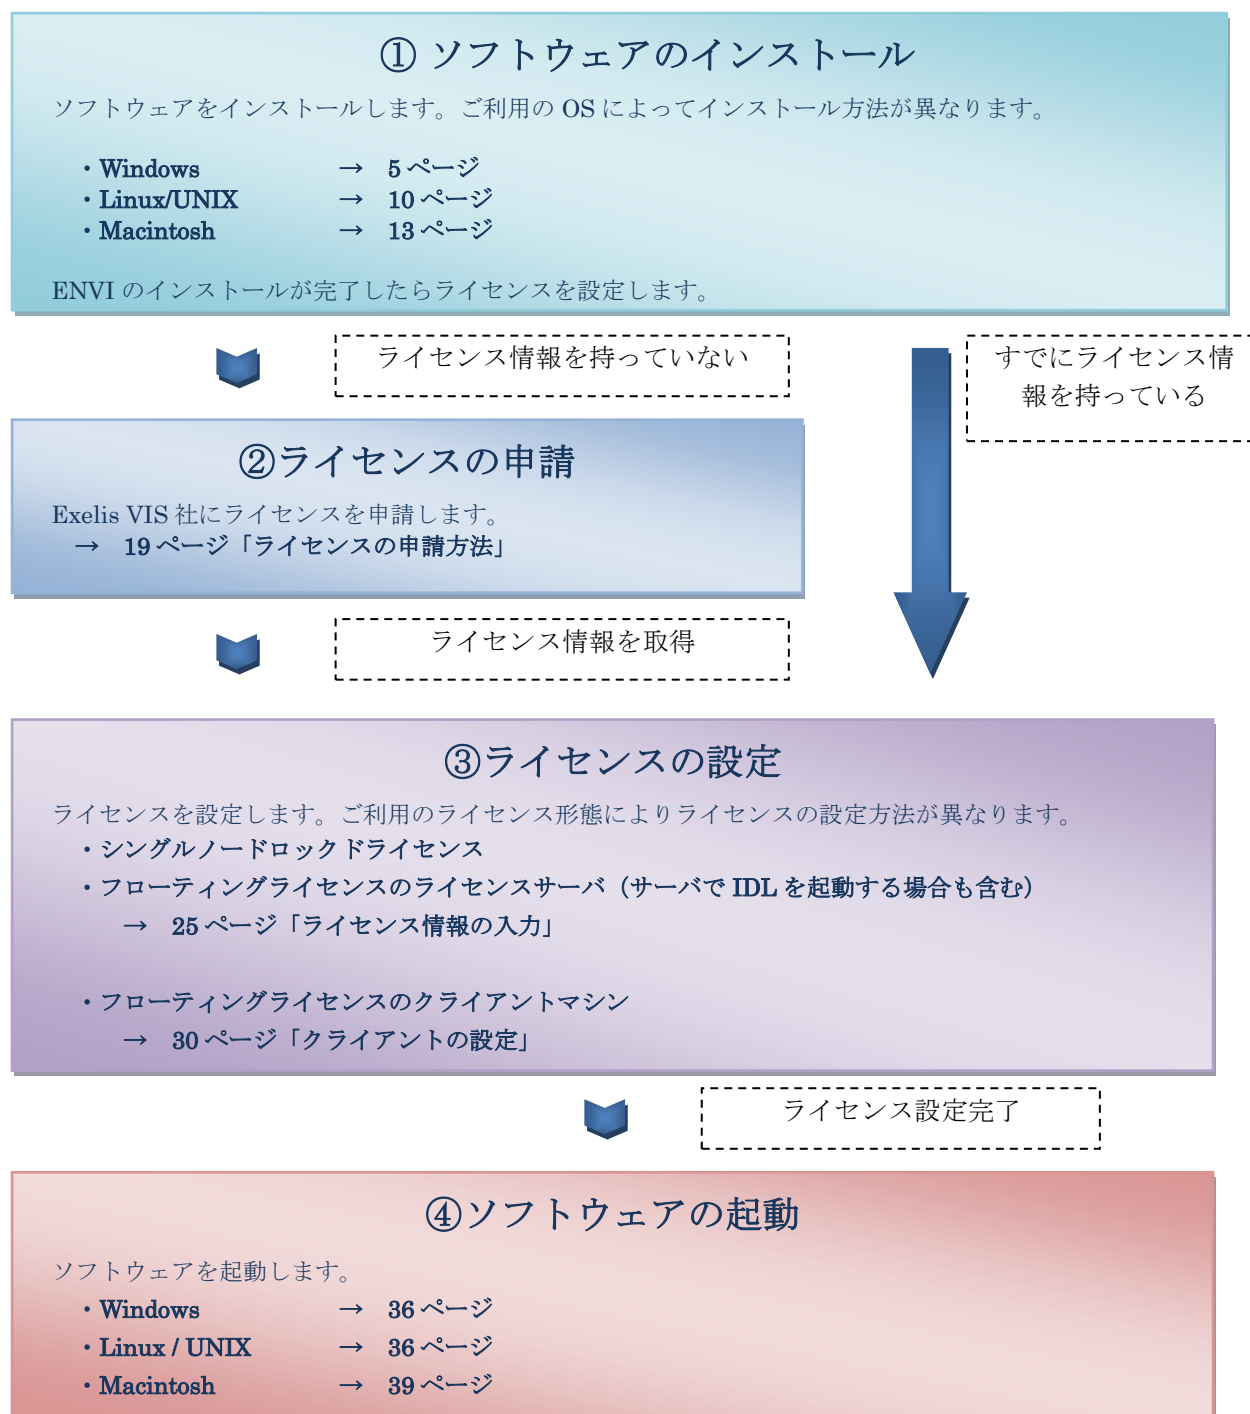 ① ソフトウェアのインストール
ソフトウェアをインストールします。ご利用の OS によってインストール方法が異なります。
・Windows → 5 ページ
・Linux/UNIX → 10 ページ
・Macintosh → 13 ページ
ENVI のインストールが完了したらライセンスを設定します。
ライセンス情報を持っていない
すでにライセンス情
報を持っている
②ライセンスの申請
Exelis VIS 社にライセンスを申請します。
→ 19 ページ「ライセンスの申請方法」
ライセンス情報を取得
③ライセンスの設定
ライセンスを設定します。ご利用のライセンス形態によりライセンスの設定方法が異なります。
・シングルノードロックドライセンス
・フローティングライセンスのライセンスサーバ（サーバで IDL を起動する場合も含む）
→ 25 ページ「ライセンス情報の入力」
・フローティングライセンスのクライアントマシン
→ 30 ページ「クライアントの設定」
ライセンス設定完了
④ソフトウェアの起動
ソフトウェアを起動します。
・Windows → 36 ページ
・Linux / UNIX → 36 ページ
・Macintosh → 39 ページ